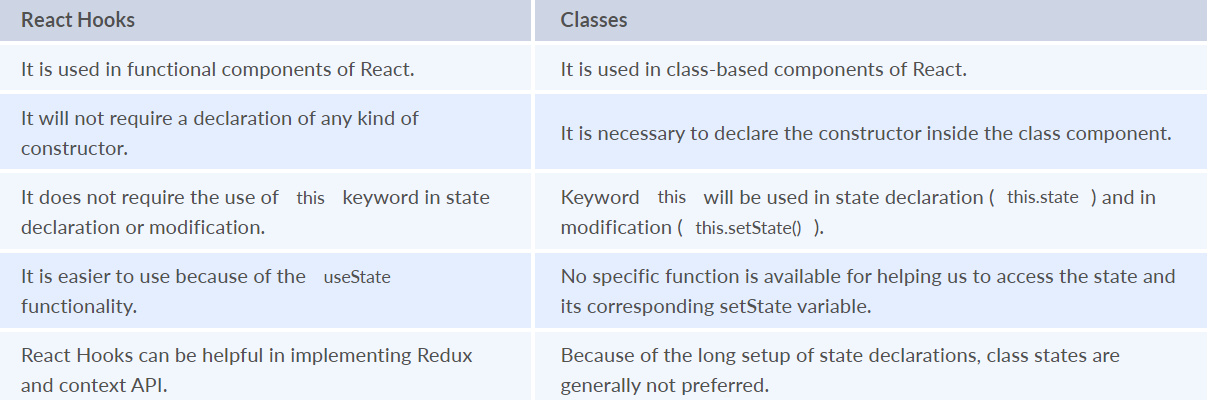 React Hooks
Classes
It is used in functional components of React.
It is used in class-based components of React.
It will not require a declaration of any kind of
constructor.
It is necessary to declare the constructor inside the class component.
It does not require the use of this keyword in state
declaration or modification.
Keyword this will be used in state declaration ( this.state ) and in
modification ( this.setState() ).
It is easier to use because of the useState
functionality.
No specific function is available for helping us to access the state and
its corresponding setState variable.
React Hooks can be helpful in implementing Redux
and context API.
Because of the long setup of state declarations, class states are
generally not preferred.